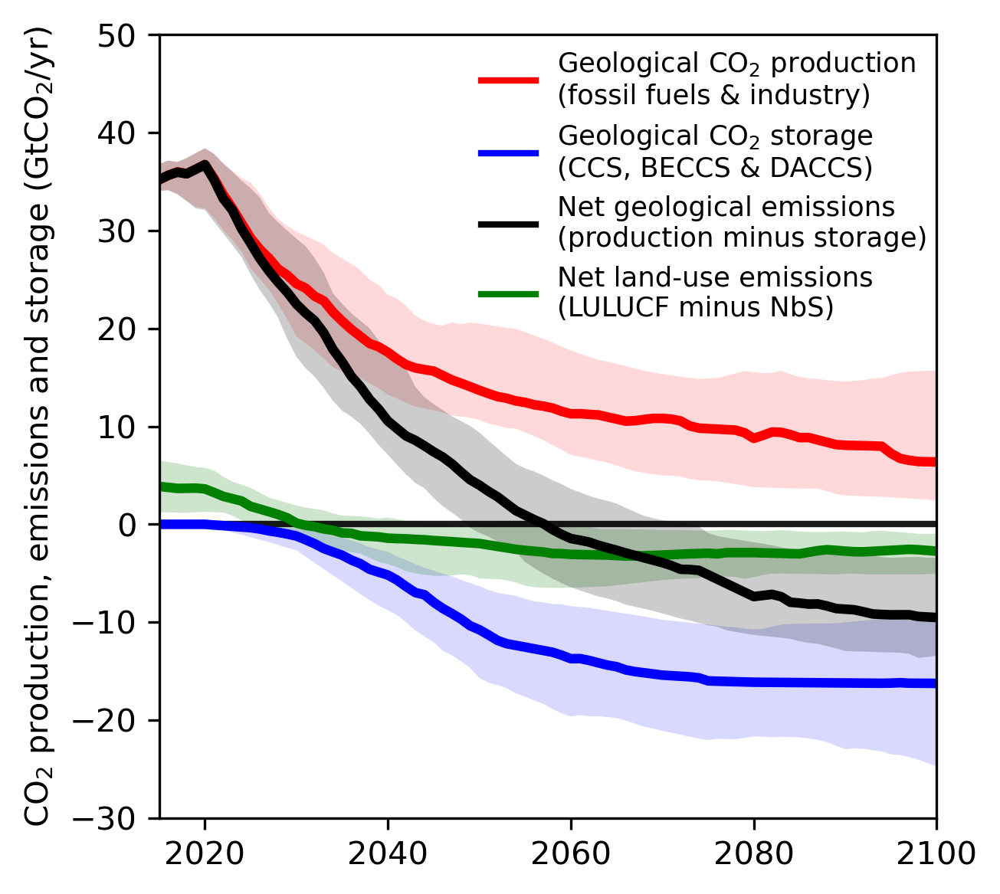 CO₂ production, emissions and storage (GtCO₂/yr)
50
40
30
20
10
0
−10
−20
−30
Geological CO₂ production
(fossil fuels & industry)
Geological CO₂ storage
(CCS, BECCS & DACCS)
Net geological emissions
(production minus storage)
Net land-use emissions
(LULUCF minus NbS)
2020 2040 2060 2080 2100